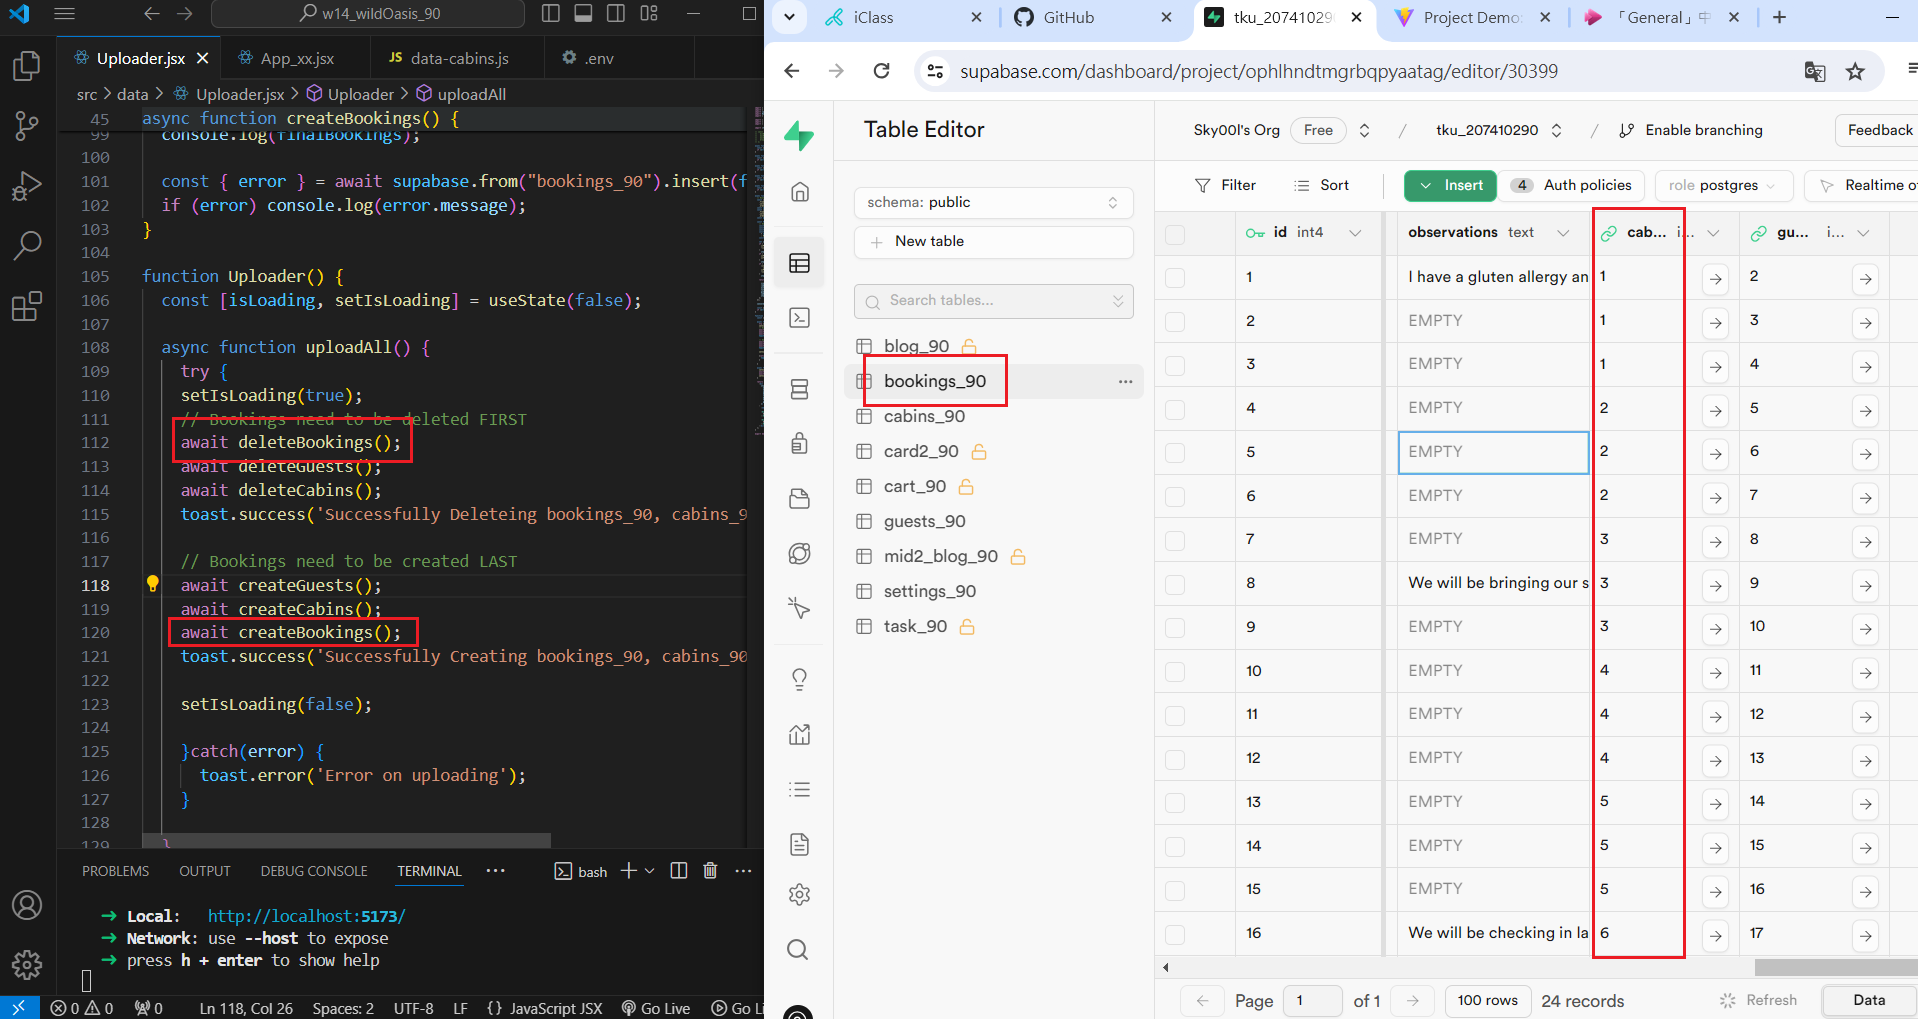 w14_wildOasis_90
Uploader.jsx
App_xx.jsx
JS data-cabins.js
.env
src > data > Uploader.jsx > Uploader > uploadAll
45 async function createBookings() {
99 console.log(finalBookings);
100
101 const { error } = await supabase.from("bookings_90").insert(f
102 if (error) console.log(error.message);
103 }
104
105 function Uploader() {
106 const [isLoading, setIsLoading] = useState(false);
107
108 async function uploadAll() {
109 try {
110 setIsLoading(true);
111 // Bookings need to be deleted FIRST
112 await deleteBookings();
113 await deleteGuests();
114 await deleteCabins();
115 toast.success('Successfully Deleteing bookings_90, cabins_9
116
117 // Bookings need to be created LAST
118 await createGuests();
119 await createCabins();
120 await createBookings();
121 toast.success('Successfully Creating bookings_90, cabins_90
122
123 setIsLoading(false);
124
125 }catch(error) {
126 toast.error('Error on uploading');
127 }
128
129 }
PROBLEMS OUTPUT DEBUG CONSOLE TERMINAL ··· bash
➜ Local: http://localhost:5173/
➜ Network: use --host to expose
➜ press h + enter to show help
0 0 0 Ln 118, Col 26 Spaces: 2 UTF-8 LF {} JavaScript JSX Go Live Go Li
iClass
GitHub
tku_20741029
Project Demo
「General」中
supabase.com/dashboard/project/ophlhndtmgrbqpyaatag/editor/30399
Table Editor
Sky00l's Org Free / tku_207410290 / Enable branching Feedback
schema: public
New table
Search tables...
blog_90
bookings_90 ···
cabins_90
card2_90
cart_90
guests_90
mid2_blog_90
settings_90
task_90
Filter Sort Insert 4 Auth policies role postgres Realtime o
id int4 observations text cab... i... gu... i...
1 I have a gluten allergy an 1 2
2 EMPTY 1 3
3 EMPTY 1 4
4 EMPTY 2 5
5 EMPTY 2 6
6 EMPTY 2 7
7 EMPTY 3 8
8 We will be bringing our s 3 9
9 EMPTY 3 10
10 EMPTY 4 11
11 EMPTY 4 12
12 EMPTY 4 13
13 EMPTY 5 14
14 EMPTY 5 15
15 EMPTY 5 16
16 We will be checking in la 6 17
Page 1 of 1 100 rows 24 records Refresh Data